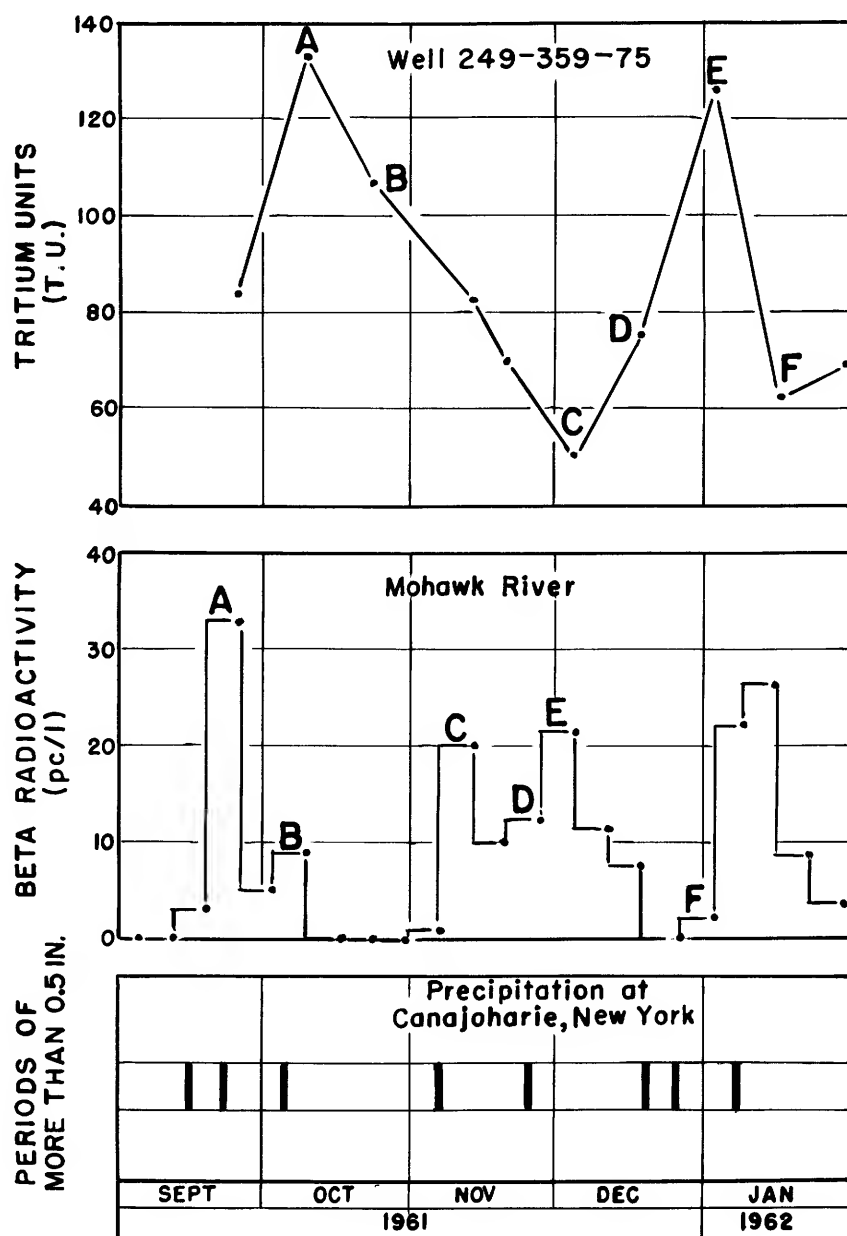 140
120
100
80
60
40
TRITIUM UNITS
(T. U.)
Well 249-359-75
A
B
C
D
E
F
40
30
20
10
0
BETA RADIOACTIVITY
(pc/l)
Mohawk River
A
B
C
D
E
F
PERIODS OF
MORE THAN 0.5 IN.
Precipitation at
Canajoharie, New York
SEPT OCT NOV DEC JAN
1961 1962